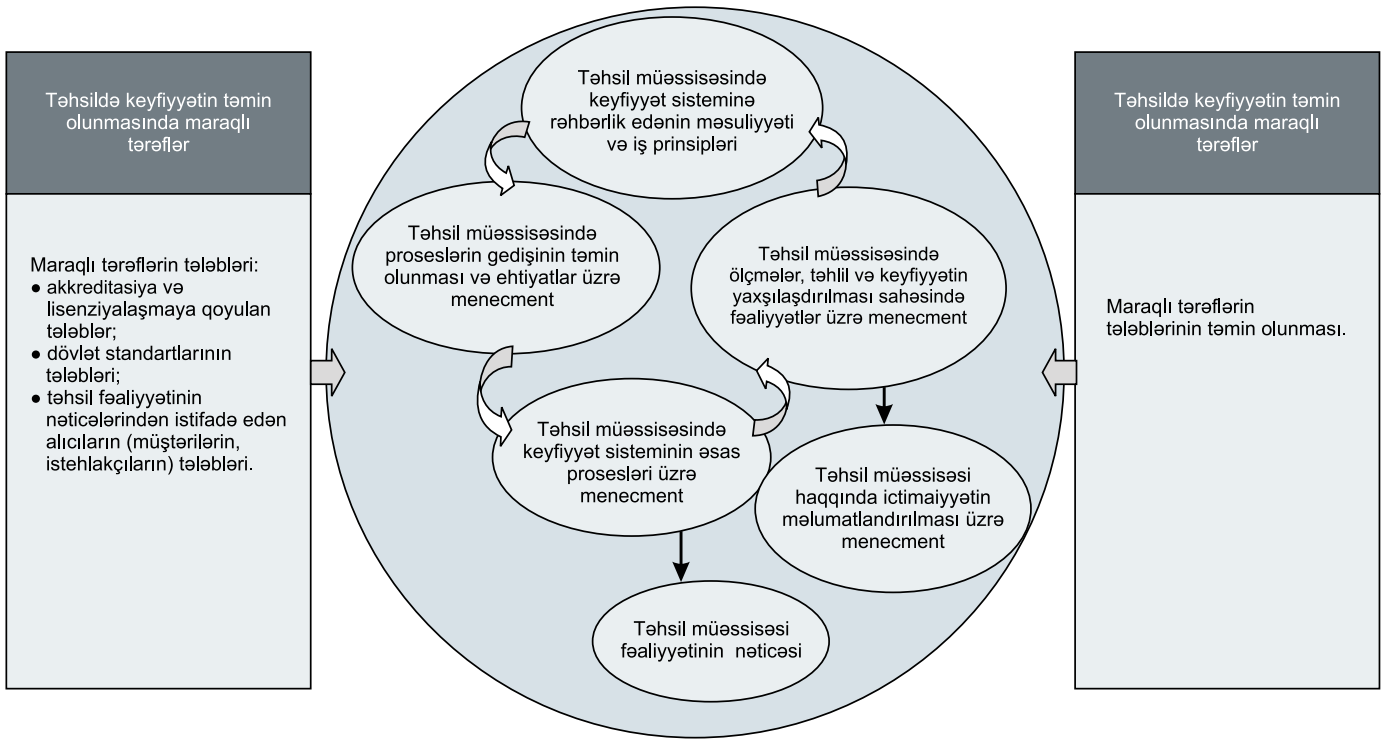 Təhsildə keyfiyyətin təmin
olunmasında maraqlı
tərəflər
Maraqlı tərəflərin tələbləri:
● akkreditasiya və
lisenziyalaşmaya qoyulan
tələblər;
● dövlət standartlarının
tələbləri;
● təhsil fəaliyyətinin
nəticələrindən istifadə edən
alıcıların (müştərilərin,
istehlakçıların) tələbləri.
Təhsil müəssisəsində
keyfiyyət sisteminə
rəhbərlik edənin məsuliyyəti
və iş prinsipləri
Təhsil müəssisəsində
proseslərin gedişinin təmin
olunması və ehtiyatlar üzrə
menecment
Təhsil müəssisəsində
ölçmələr, təhlil və keyfiyyətin
yaxşılaşdırılması sahəsində
fəaliyyətlər üzrə menecment
Təhsil müəssisəsində
keyfiyyət sisteminin əsas
prosesləri üzrə
menecment
Təhsil müəssisəsi
haqqında ictimaiyyətin
məlumatlandırılması üzrə
menecment
Təhsil müəssisəsi
fəaliyyətinin nəticəsi
Təhsildə keyfiyyətin təmin
olunmasında maraqlı
tərəflər
Maraqlı tərəflərin
tələblərinin təmin olunması.